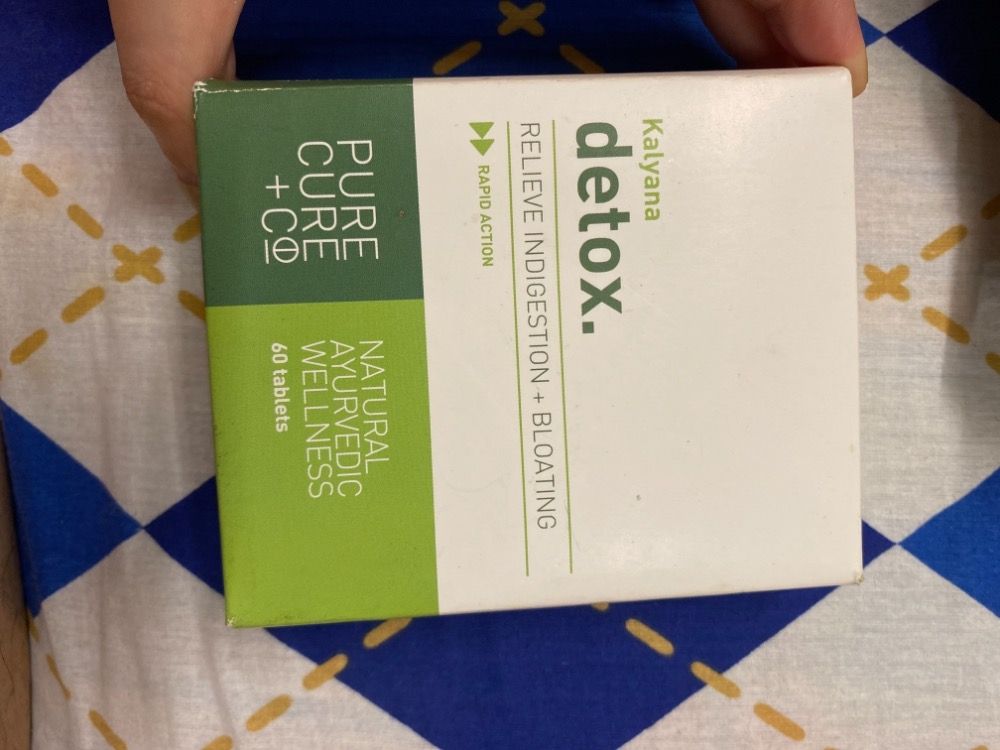 Kalyana
detox.
RELIEVE INDIGESTION + BLOATING
RAPID ACTION
PURE
CURE
+ CO
NATURAL
AYURVEDIC
WELLNESS
60 tablets